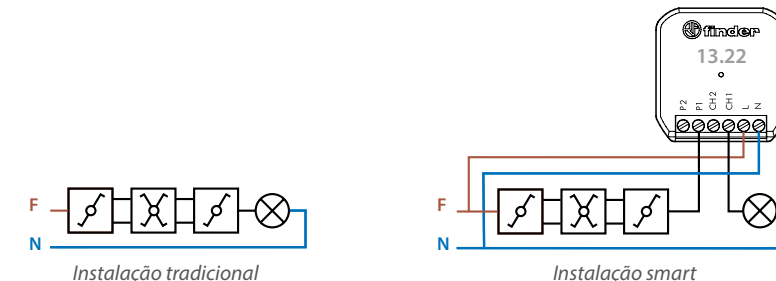 finder
13.22
P2
P1
CH2
CH1
L
N
F
N
Instalação tradicional
F
N
Instalação smart